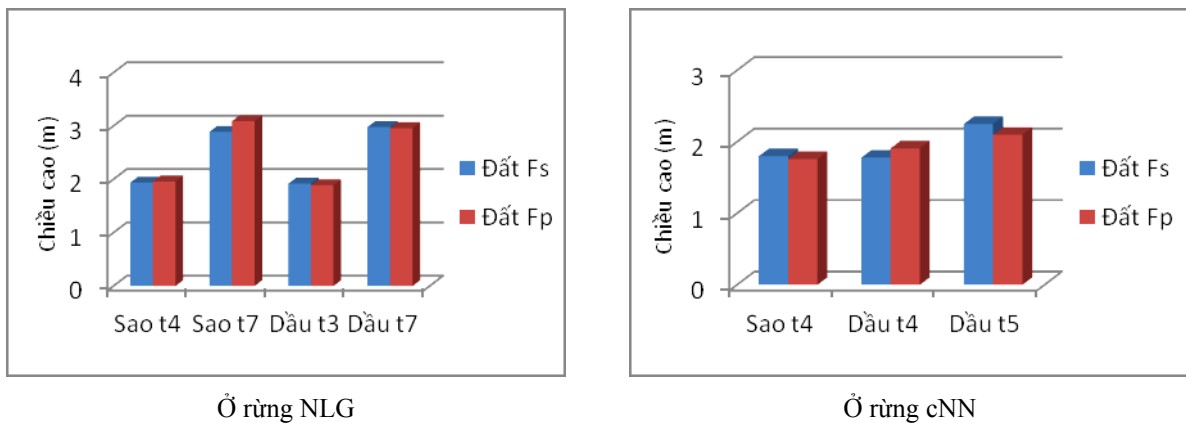 4
3
2
1
0
Chiều cao (m)
Sao t4 Sao t7 Dầu t3 Dầu t7
Đất Fs
Đất Fp
Ở rừng NLG
3
2
1
0
Chiều cao (m)
Sao t4 Dầu t4 Dầu t5
Đất Fs
Đất Fp
Ở rừng cNN